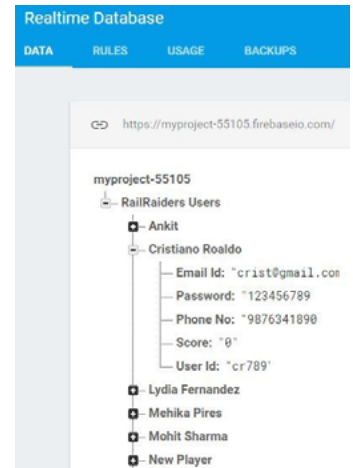 Realtime Database
DATA RULES USAGE BACKUPS
https://myproject-55105.firebaseio.com/
myproject-55105
RailRaiders Users
Ankit
Cristiano Roaldo
Email Id: "crist@gmail.con
Password: "123456789
Phone No: "9876341890
Score: "0"
User Id: "cr789'
Lydia Fernandez
Mehika Pires
Mohit Sharma
New Player